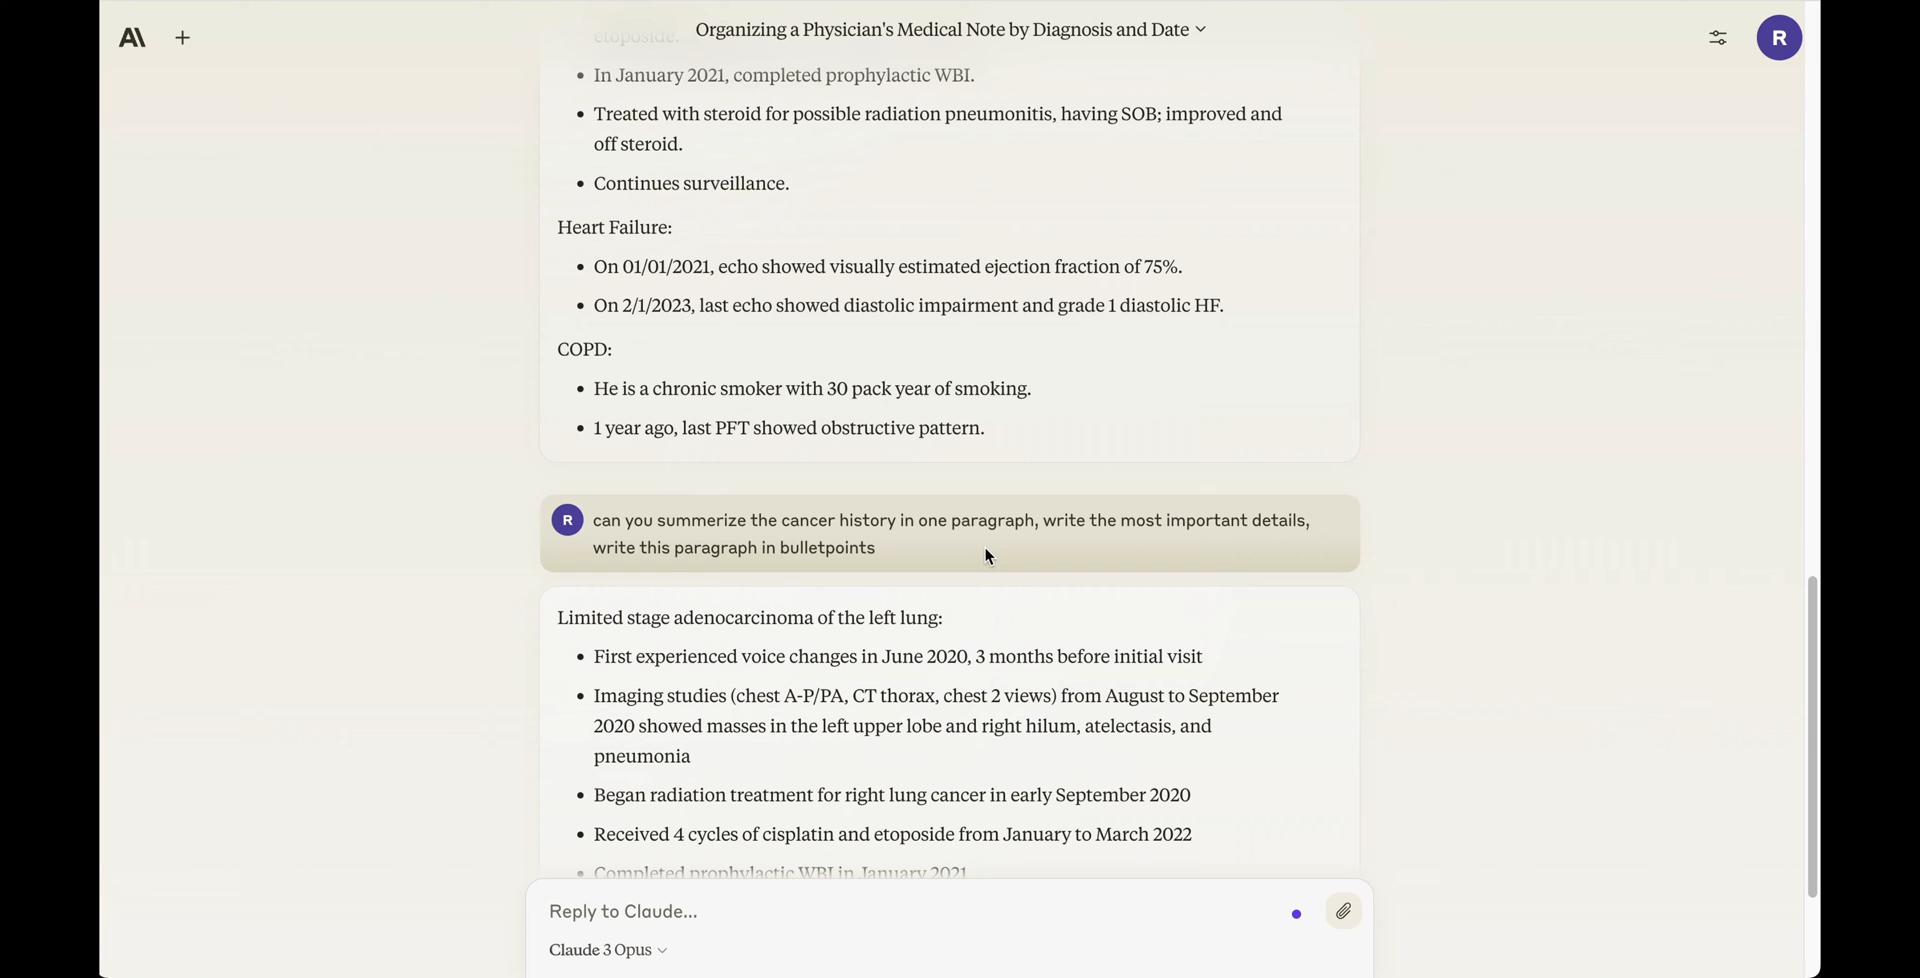 Organizing a Physician's Medical Note by Diagnosis and Date
R
etoposide.
• In January 2021, completed prophylactic WBI.
• Treated with steroid for possible radiation pneumonitis, having SOB; improved and
off steroid.
• Continues surveillance.
Heart Failure:
• On 01/01/2021, echo showed visually estimated ejection fraction of 75%.
• On 2/1/2023, last echo showed diastolic impairment and grade 1 diastolic HF.
COPD:
• He is a chronic smoker with 30 pack year of smoking.
• 1 year ago, last PFT showed obstructive pattern.
R
can you summerize the cancer history in one paragraph, write the most important details,
write this paragraph in bulletpoints
Limited stage adenocarcinoma of the left lung:
• First experienced voice changes in June 2020, 3 months before initial visit
• Imaging studies (chest A-P/PA, CT thorax, chest 2 views) from August to September
2020 showed masses in the left upper lobe and right hilum, atelectasis, and
pneumonia
• Began radiation treatment for right lung cancer in early September 2020
• Received 4 cycles of cisplatin and etoposide from January to March 2022
• Completed prophylactic WBI in January 2021
Reply to Claude...
Claude 3 Opus